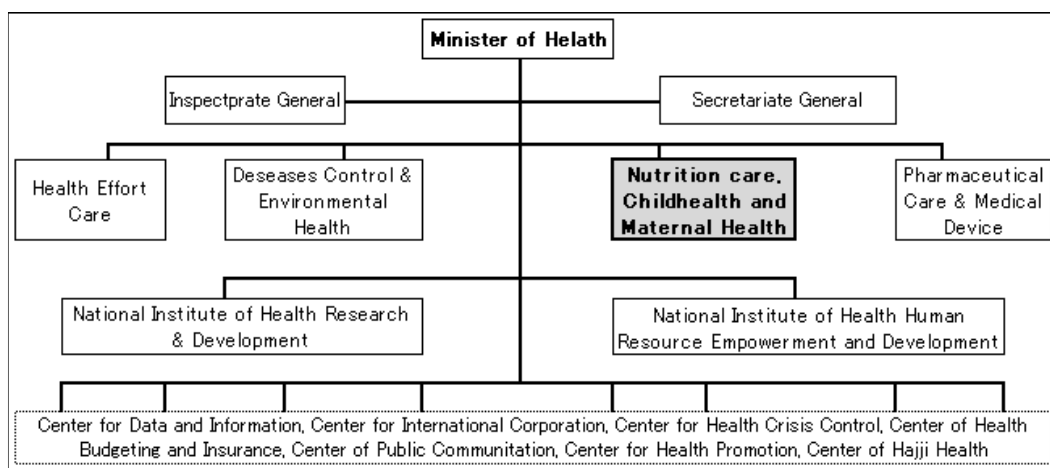 Minister of Helath
Inspectprate General
Secretariate General
Health Effort
Care
Deseases Control &
Environmental
Health
Nutrition care,
Childhealth and
Maternal Health
Pharmaceutical
Care & Medical
Device
National Institute of Health Research
& Development
National Institute of Health Human
Resource Empowerment and Development
Center for Data and Information, Center for International Corporation, Center for Health Crisis Control, Center of Health
Budgeting and Insurance, Center of Public Communitation, Center for Health Promotion, Center of Hajji Health